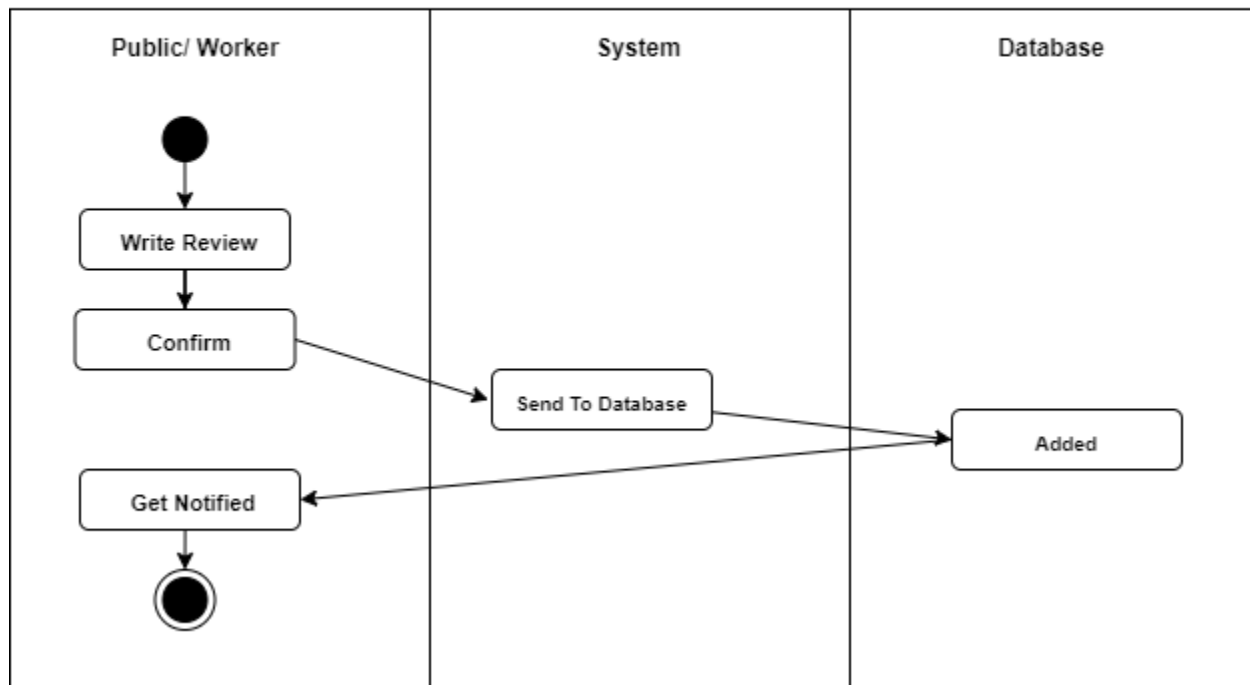 Public/ Worker
System
Database
Write Review
Confirm
Send To Database
Added
Get Notified